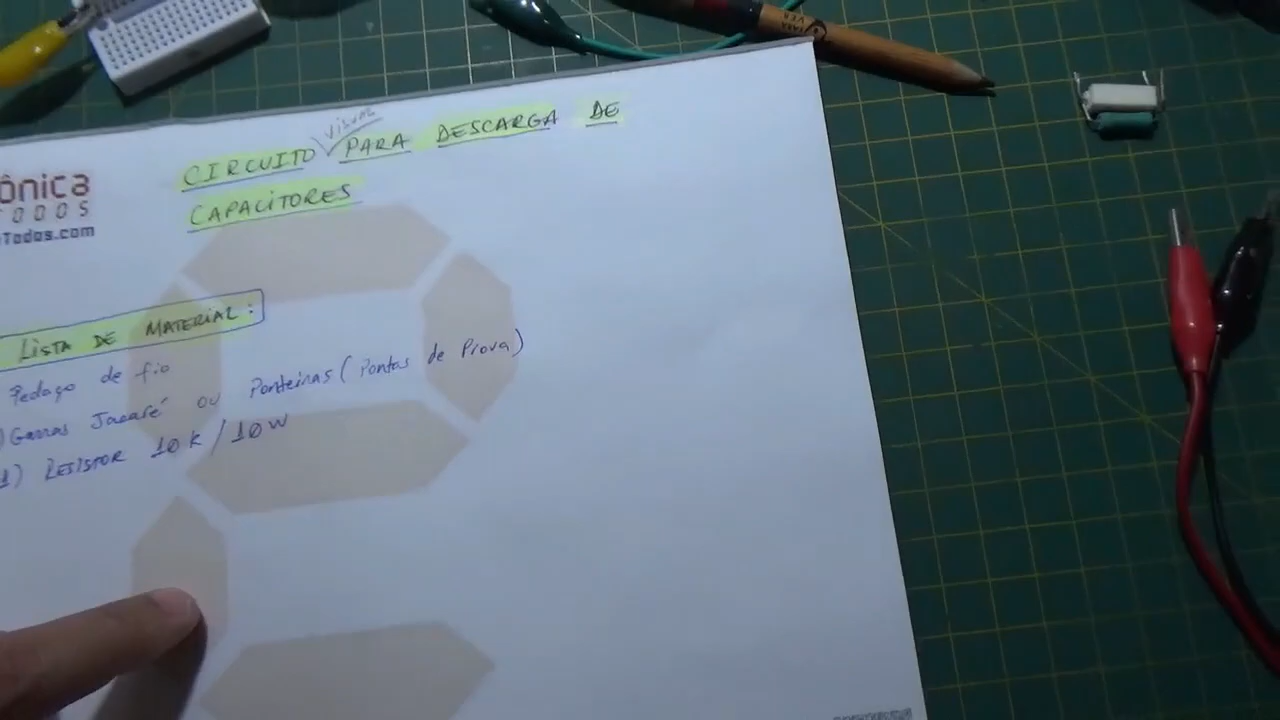 VISUAL
CIRCUITO PARA DESCARGA DE
CAPACITORES
ônica
TODOS
Todos.com
LISTA DE MATERIAL:
Pedaço de fio
) Garras Jacaré ou Ponteiras (Pontas de Prova)
1) RESISTOR 10K/10W